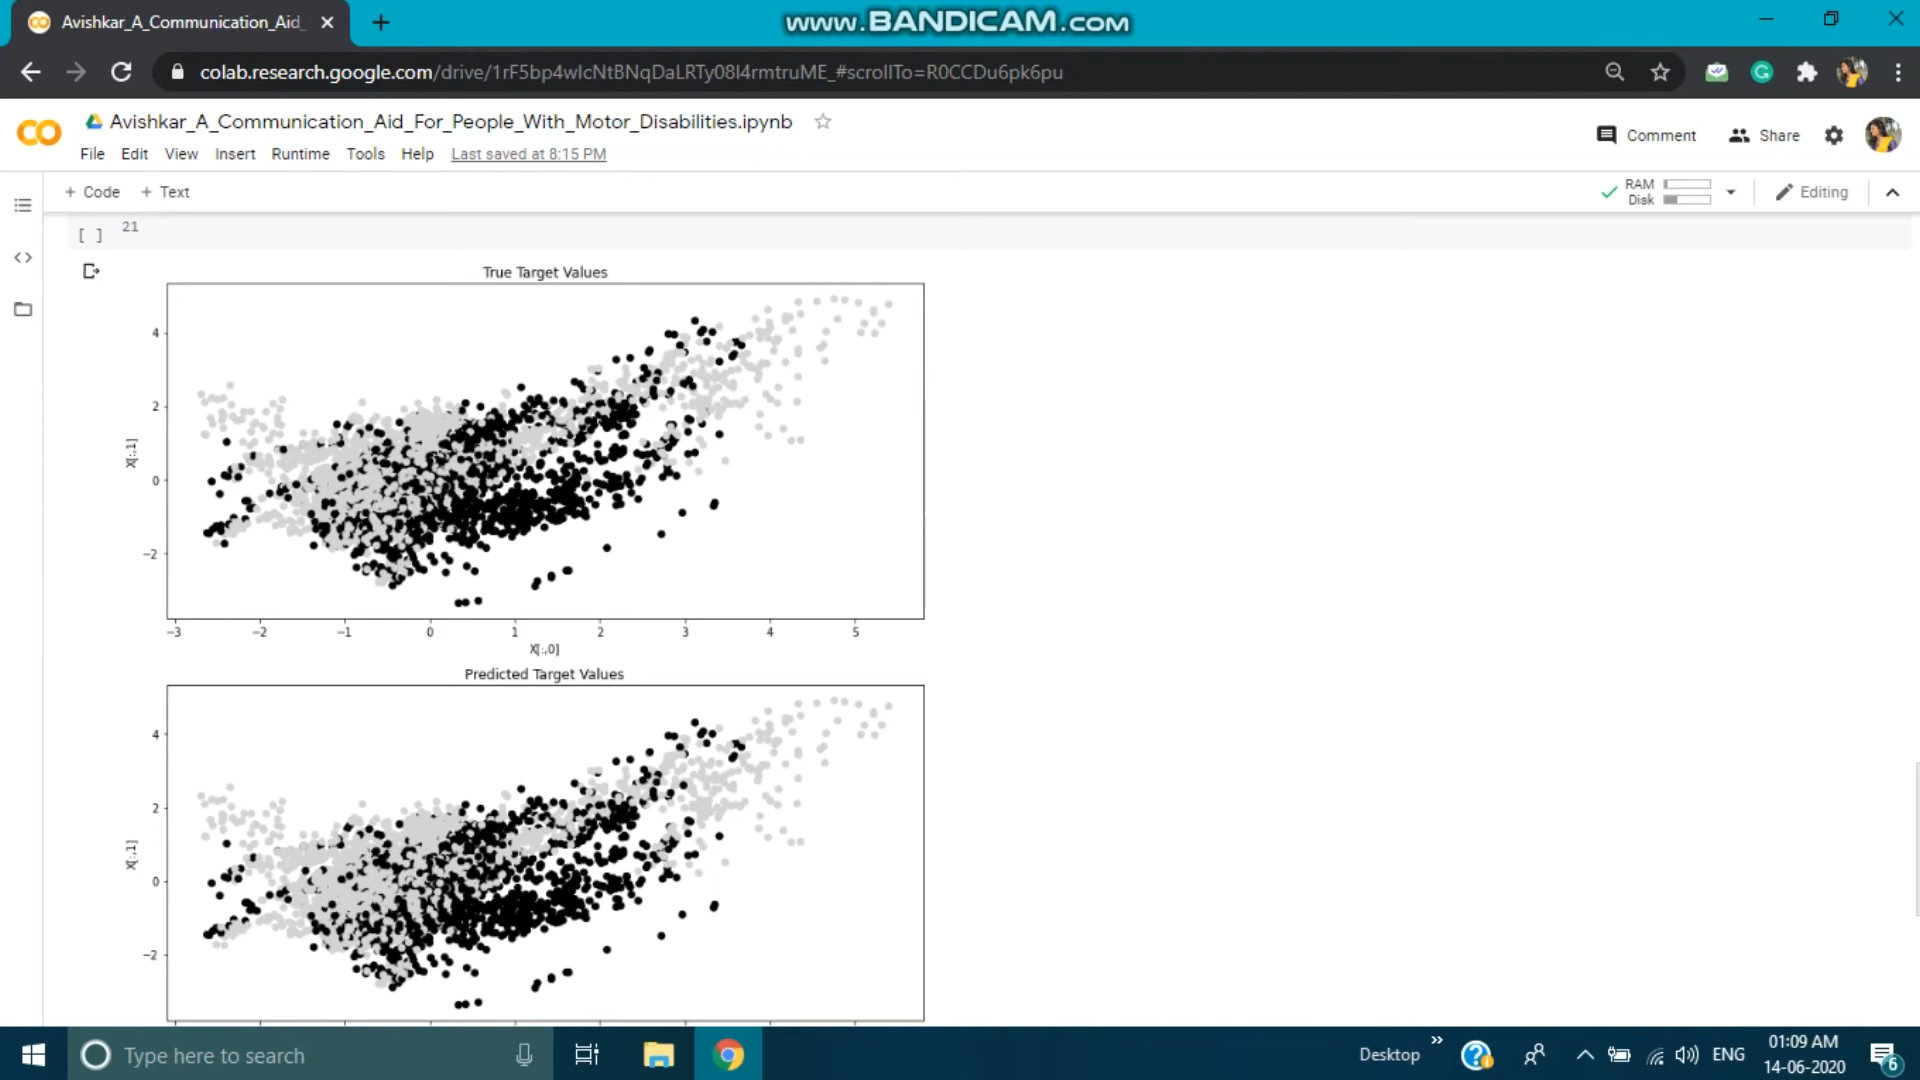 Avishkar_A_Communication_Aid_
www.BANDICAM.com
colab.research.google.com/drive/1rF5bp4wIcNtBNqDaLRTy08I4rmtruME_#scrollTo=R0CCDu6pk6pu
Avishkar_A_Communication_Aid_For_People_With_Motor_Disabilities.ipynb
Comment
Share
File Edit View Insert Runtime Tools Help Last saved at 8:15 PM
+ Code + Text
RAM
Disk
Editing
[ ] 21
True Target Values
4
2
0
−2
X[:,1]
−3 −2 −1 0 1 2 3 4 5
X[:,0]
Predicted Target Values
4
2
0
−2
X[:,1]
Type here to search
Desktop
ENG
01:09 AM
14-06-2020
6